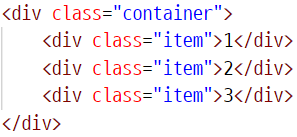 <div class="container">
    <div class="item">1</div>
    <div class="item">2</div>
    <div class="item">3</div>
</div>